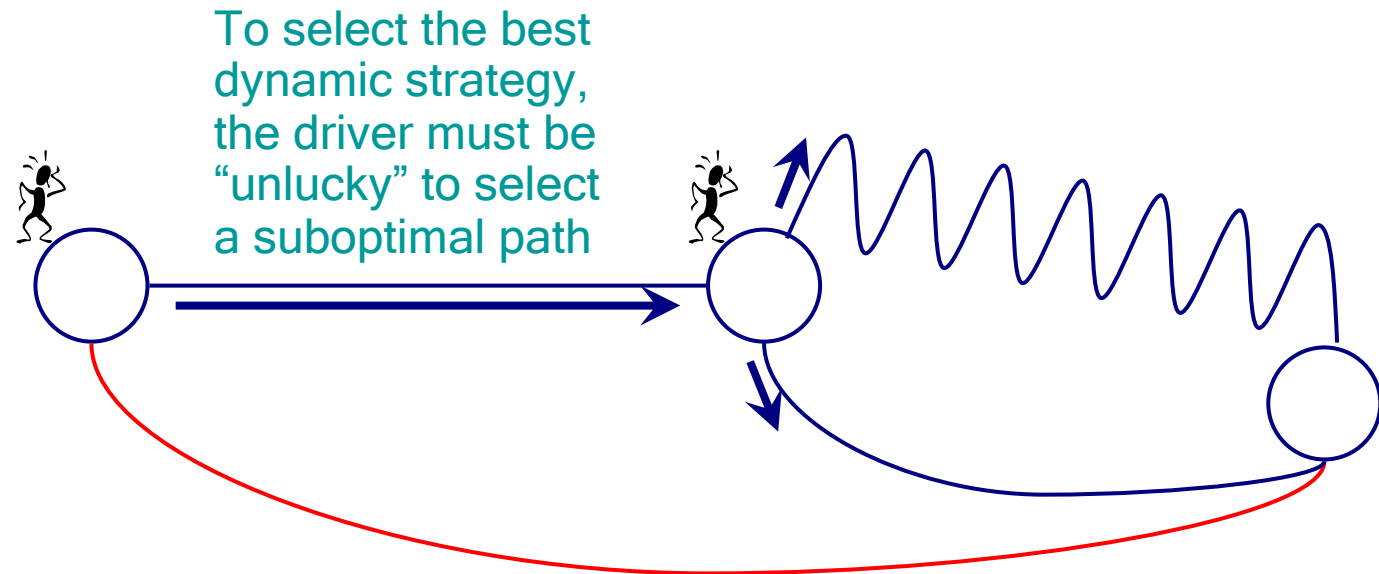 To select the best
dynamic strategy,
the driver must be
“unlucky” to select
a suboptimal path